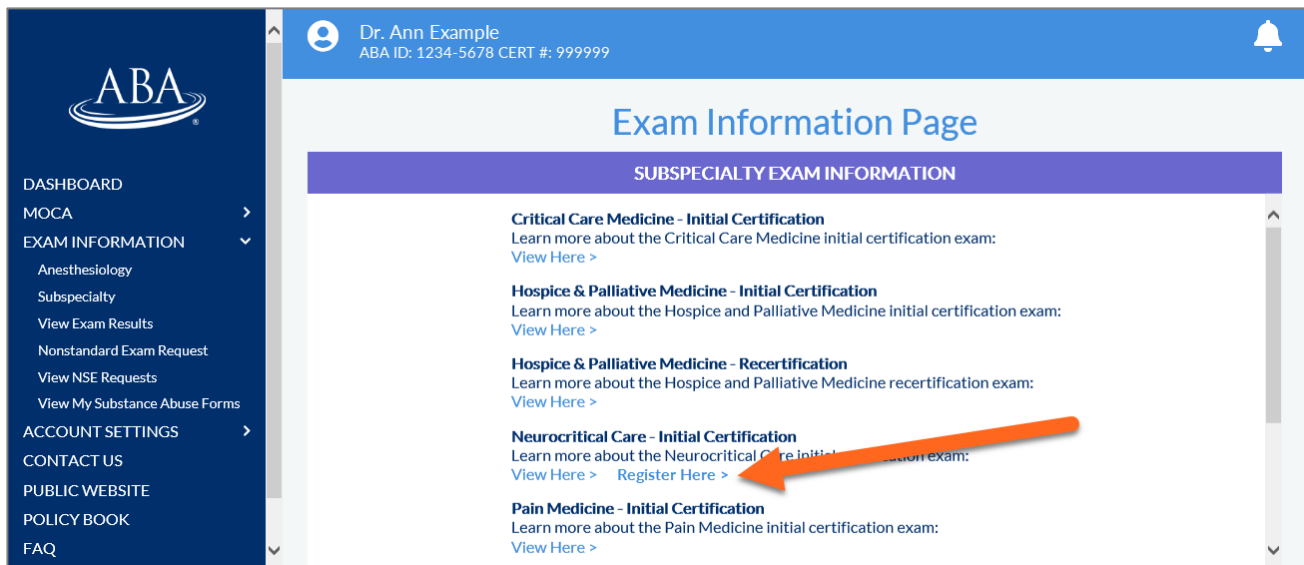 ABA
®
DASHBOARD
MOCA
EXAM INFORMATION
Anesthesiology
Subspecialty
View Exam Results
Nonstandard Exam Request
View NSE Requests
View My Substance Abuse Forms
ACCOUNT SETTINGS
CONTACT US
PUBLIC WEBSITE
POLICY BOOK
FAQ
Dr. Ann Example
ABA ID: 1234-5678 CERT #: 999999
Exam Information Page
SUBSPECIALTY EXAM INFORMATION
Critical Care Medicine - Initial Certification
Learn more about the Critical Care Medicine initial certification exam:
View Here >
Hospice & Palliative Medicine - Initial Certification
Learn more about the Hospice and Palliative Medicine initial certification exam:
View Here >
Hospice & Palliative Medicine - Recertification
Learn more about the Hospice and Palliative Medicine recertification exam:
View Here >
Neurocritical Care - Initial Certification
Learn more about the Neurocritical Care initial certification exam:
View Here > Register Here >
Pain Medicine - Initial Certification
Learn more about the Pain Medicine initial certification exam:
View Here >